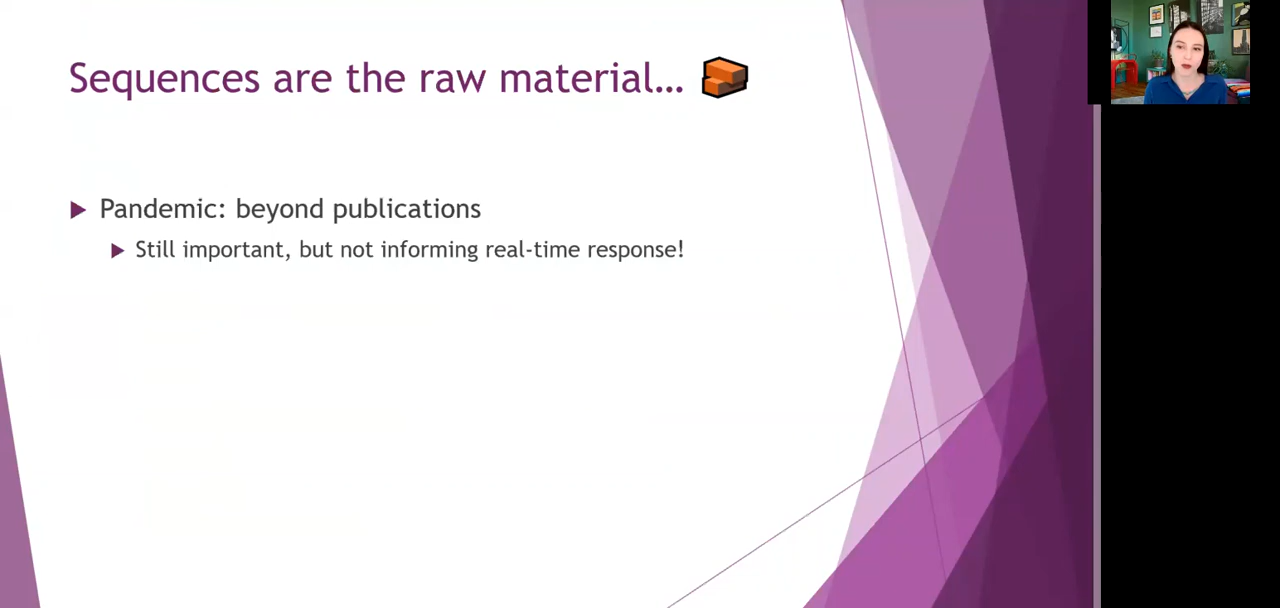 Sequences are the raw material...
Pandemic: beyond publications
Still important, but not informing real-time response!